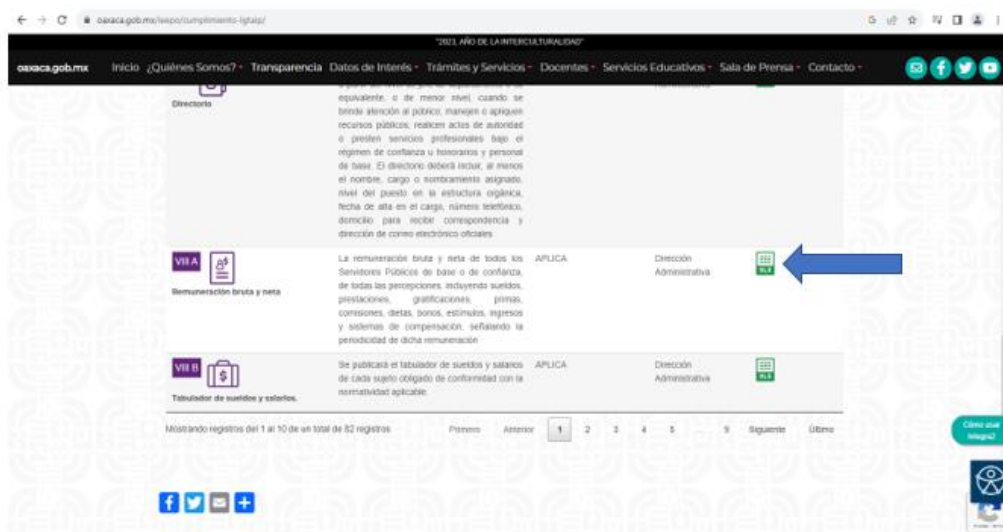 oaxaca.gob.mx/ieepo/cumplimiento-lgtaip/
"2023, AÑO DE LA INTERCULTURALIDAD"
oaxaca.gob.mx Inicio ¿Quiénes Somos? Transparencia Datos de Interés Trámites y Servicios Docentes Servicios Educativos Sala de Prensa Contacto
Directorio
equivalente, o de menor nivel, cuando se
brinde atención al público; manejen o apliquen
recursos públicos; realicen actos de autoridad
o presten servicios profesionales bajo el
régimen de confianza u honorarios y personal
de base. El directorio deberá incluir, al menos
el nombre, cargo o nombramiento asignado,
nivel del puesto en la estructura orgánica,
fecha de alta en el cargo, número telefónico,
domicilio para recibir correspondencia y
dirección de correo electrónico oficiales
VIII A
Remuneración bruta y neta
La remuneración bruta y neta de todos los
Servidores Públicos de base o de confianza,
de todas las percepciones, incluyendo sueldos,
prestaciones, gratificaciones, primas,
comisiones, dietas, bonos, estímulos, ingresos
y sistemas de compensación, señalando la
periodicidad de dicha remuneración
APLICA
Dirección
Administrativa
XLS
VIII B
Tabulador de sueldos y salarios.
Se publicará el tabulador de sueldos y salarios
de cada sujeto obligado de conformidad con la
normatividad aplicable.
APLICA
Dirección
Administrativa
XLS
Mostrando registros del 1 al 10 de un total de 82 registros
Primero Anterior 1 2 3 4 5 9 Siguiente Último
Cómo usar
Integra2